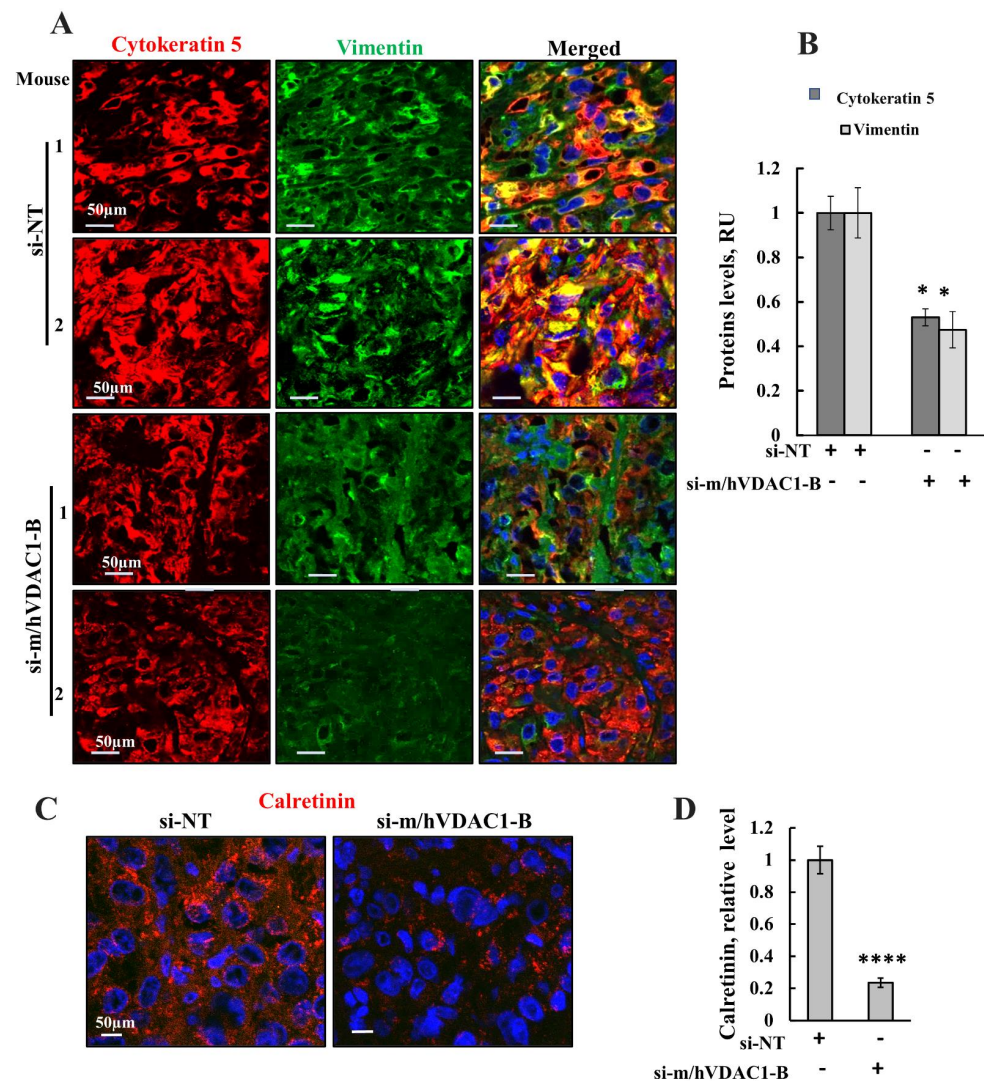 A
Cytokeratin 5 Vimentin Merged
Mouse
1
50µm
si-NT
2
50µm
1
50µm
si-m/hVDAC1-B
2
50µm
B
Cytokeratin 5
Vimentin
Proteins levels, RU
1.2
1
0.8
0.6
0.4
0.2
0
* *
si-NT + + - -
si-m/hVDAC1-B - - + +
C
Calretinin
si-NT si-m/hVDAC1-B
50µm
D
Calretinin, relative level
1.2
1
0.8
0.6
0.4
0.2
0
****
si-NT + -
si-m/hVDAC1-B - +